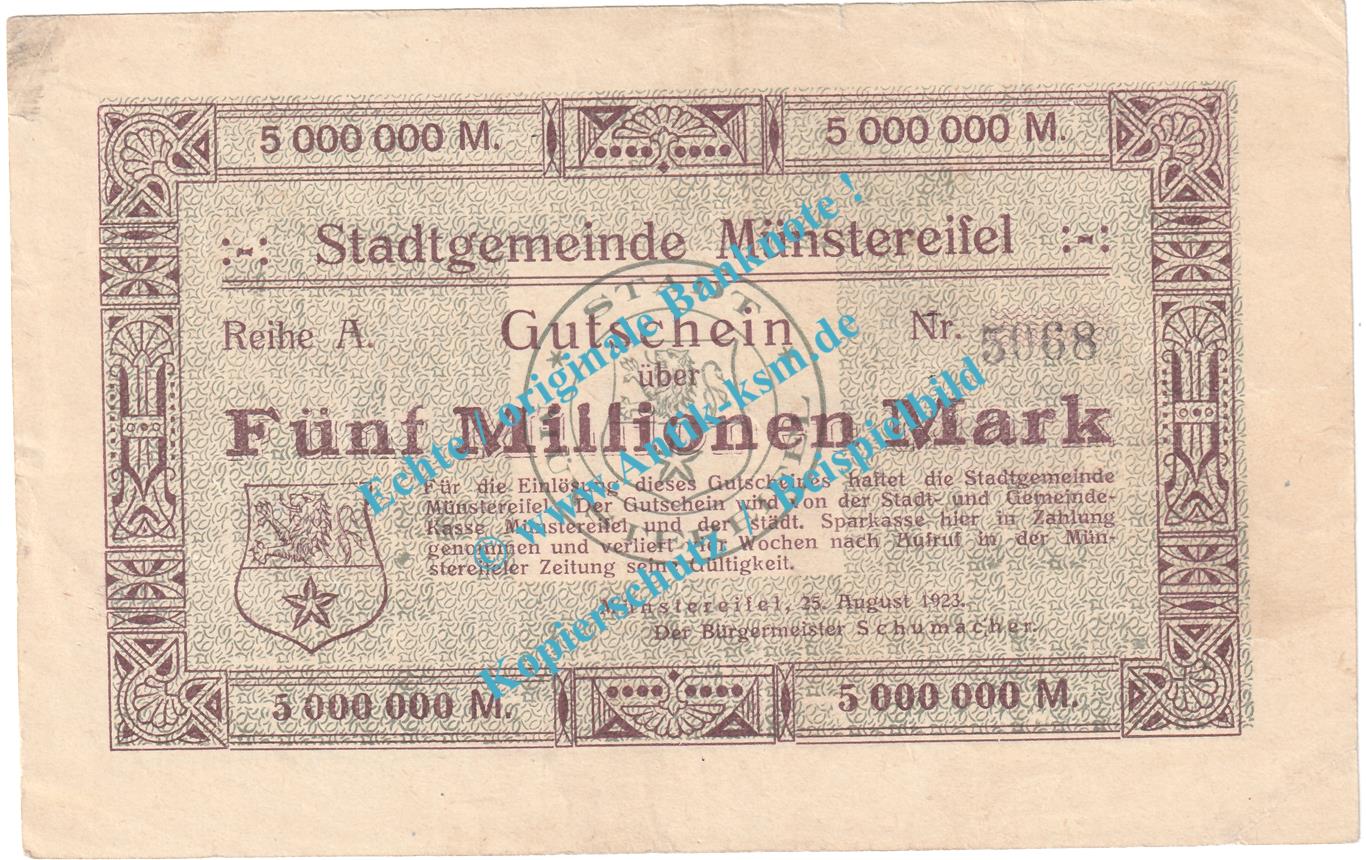 5 000 000 M. 5 000 000 M.
:-: Stadtgemeinde Münstereifel :-:
Reihe A. Gutschein Nr. 5068
über
Fünf Millionen Mark
Für die Einlösung dieses Gutscheines haftet die Stadtgemeinde
Münstereifel. Der Gutschein wird von der Stadt- und Gemeinde-
Kasse Münstereifel und der städt. Sparkasse hier in Zahlung
genommen und verliert vier Wochen nach Aufruf in der Mün-
stereifeler Zeitung seine Gültigkeit.
Münstereifel, 25. August 1923.
Der Bürgermeister Schumacher.
5 000 000 M. 5 000 000 M.
STADT
Echte / originale Banknote !
© www.Antik-ksm.de
Kopierschutz / Beispielbild